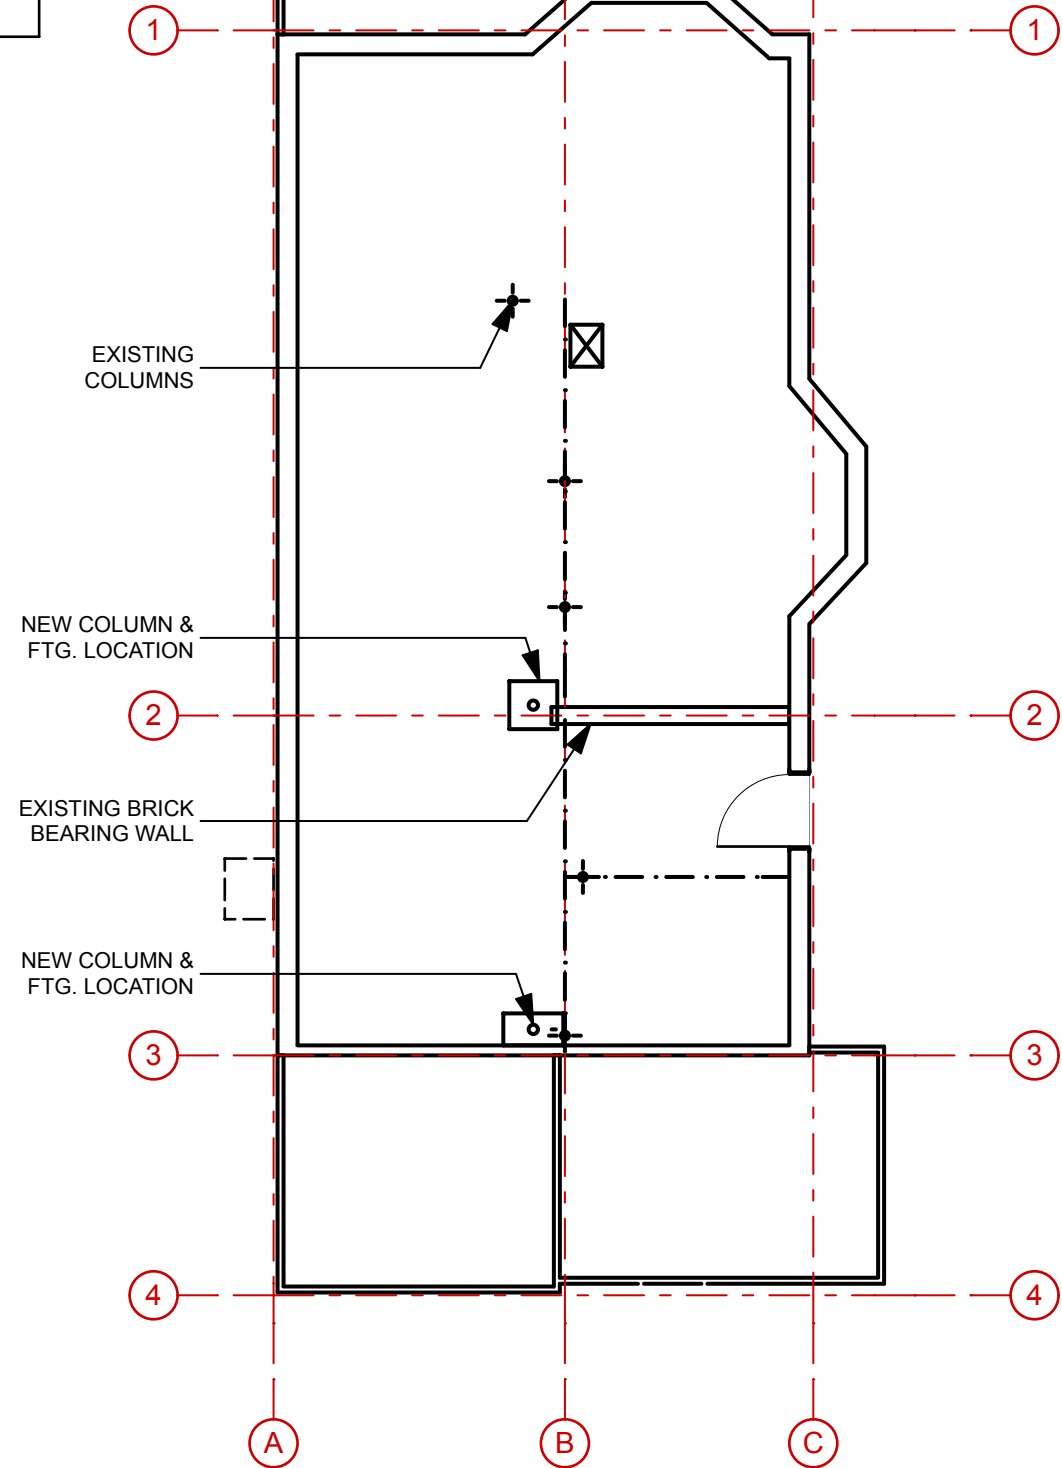 1
1
EXISTING
COLUMNS
NEW COLUMN &
FTG. LOCATION
2
2
EXISTING BRICK
BEARING WALL
NEW COLUMN &
FTG. LOCATION
3
3
4
4
A
B
C